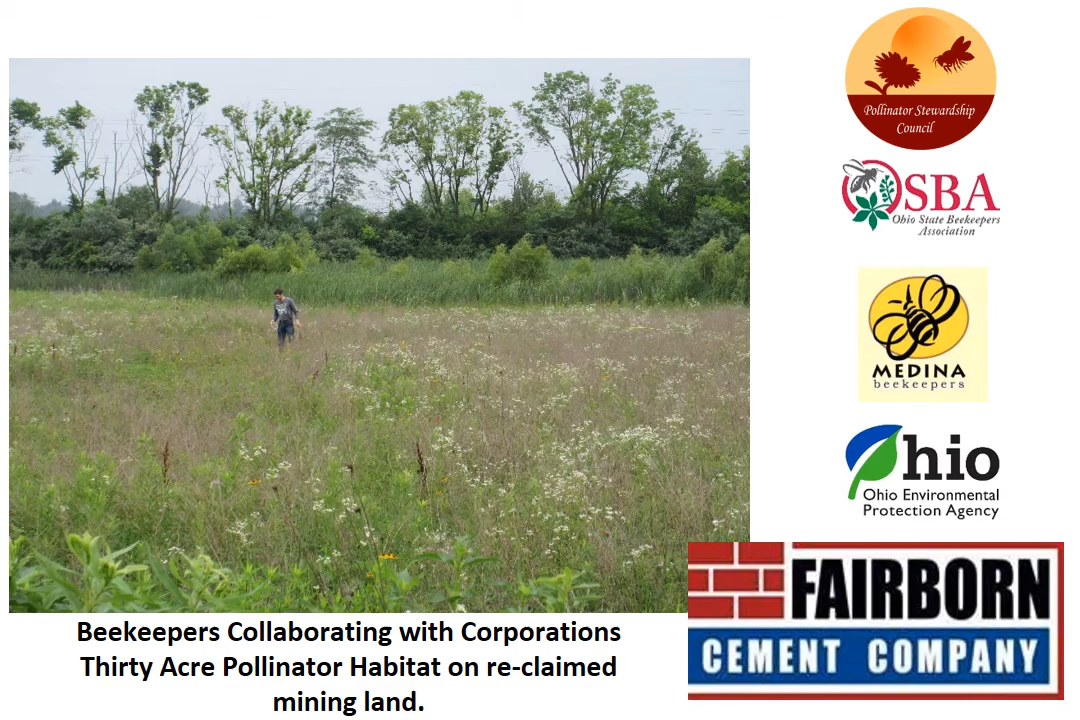 Pollinator Stewardship
Council
OSBA
Ohio State Beekeepers
Association
MEDINA
beekeepers
Ohio
Ohio Environmental
Protection Agency
FAIRBORN
CEMENT COMPANY
Beekeepers Collaborating with Corporations
Thirty Acre Pollinator Habitat on re-claimed
mining land.